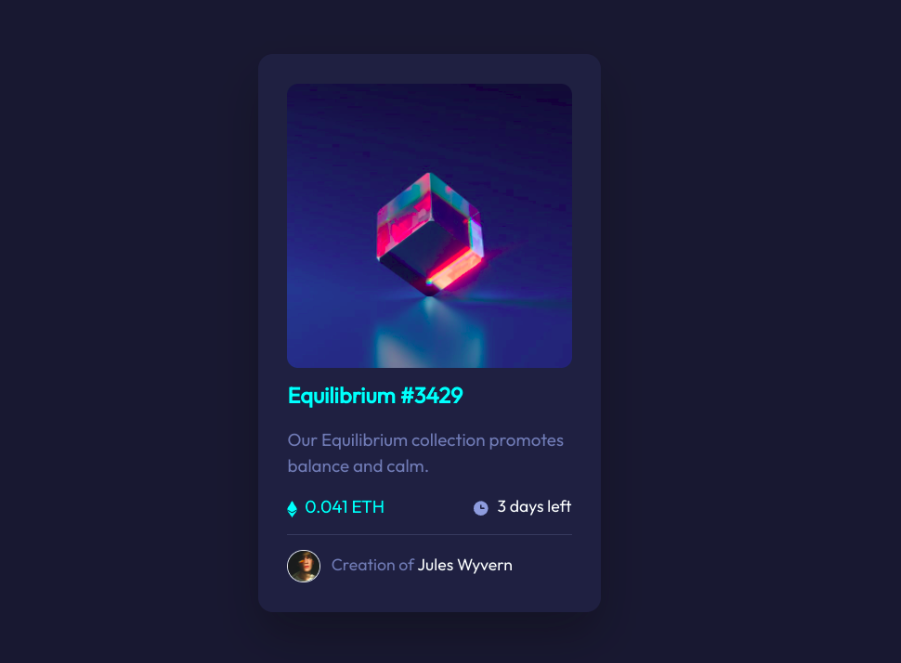 Equilibrium #3429
Our Equilibrium collection promotes
balance and calm.
0.041 ETH
3 days left
Creation of Jules Wyvern